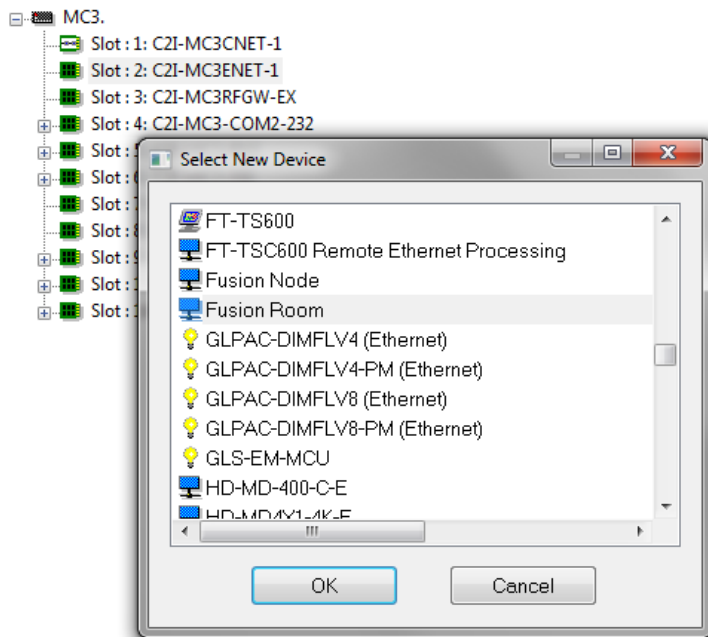 MC3.
Slot : 1: C2I-MC3CNET-1
Slot : 2: C2I-MC3ENET-1
Slot : 3: C2I-MC3RFGW-EX
Slot : 4: C2I-MC3-COM2-232
Slot :
Slot :
Slot :
Slot :
Slot :
Slot :
Slot :
Select New Device
FT-TS600
FT-TSC600 Remote Ethernet Processing
Fusion Node
Fusion Room
GLPAC-DIMFLV4 (Ethernet)
GLPAC-DIMFLV4-PM (Ethernet)
GLPAC-DIMFLV8 (Ethernet)
GLPAC-DIMFLV8-PM (Ethernet)
GLS-EM-MCU
HD-MD-400-C-E
HD-MD4X1-4K-E
OK
Cancel